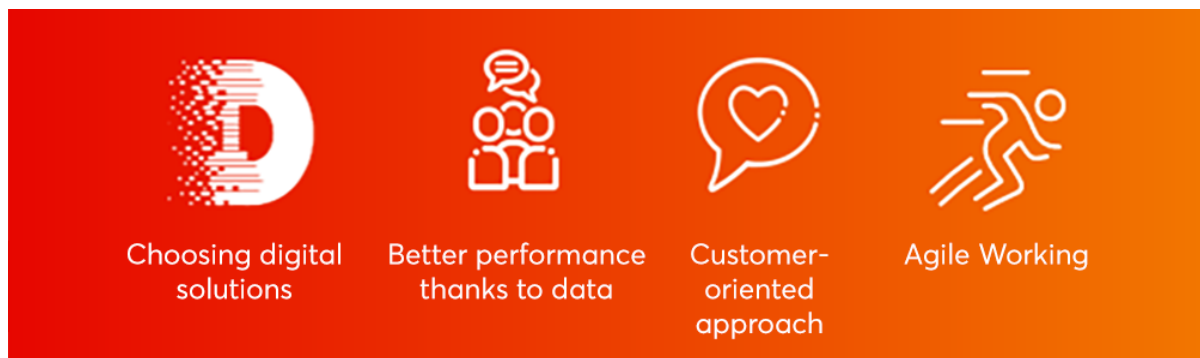 D
Choosing digital
solutions
Better performance
thanks to data
Customer-
oriented
approach
Agile Working